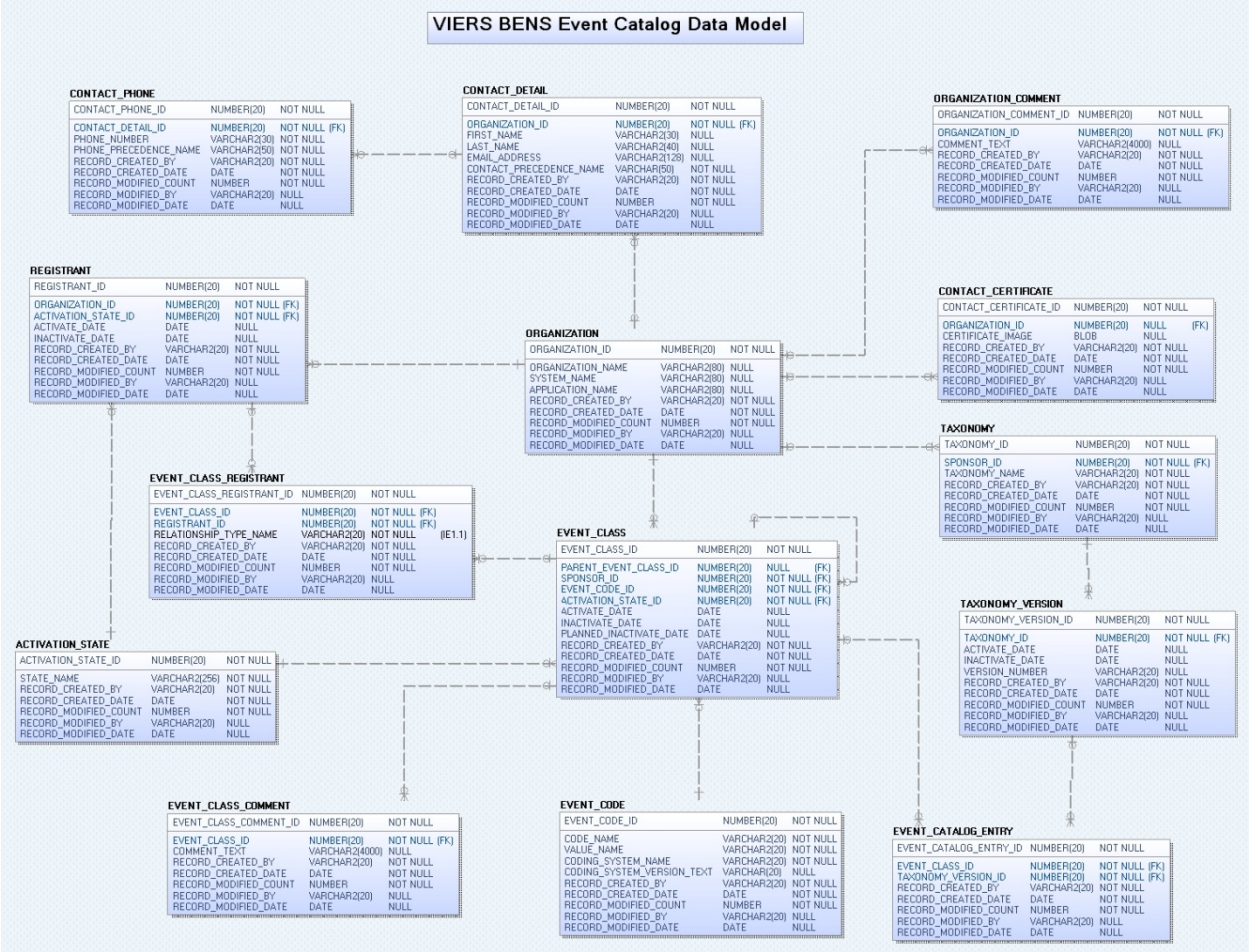 VIERS BENS Event Catalog Data Model
CONTACT_PHONE
CONTACT_PHONE_ID NUMBER(20) NOT NULL
CONTACT_DETAIL_ID NUMBER(20) NOT NULL (FK)
PHONE_NUMBER VARCHAR2(30) NOT NULL
PHONE_PRECEDENCE_NAME VARCHAR2(50) NOT NULL
RECORD_CREATED_BY VARCHAR2(20) NOT NULL
RECORD_CREATED_DATE DATE NOT NULL
RECORD_MODIFIED_COUNT NUMBER NOT NULL
RECORD_MODIFIED_BY VARCHAR2(20) NULL
RECORD_MODIFIED_DATE DATE NULL
CONTACT_DETAIL
CONTACT_DETAIL_ID NUMBER(20) NOT NULL
ORGANIZATION_ID NUMBER(20) NOT NULL (FK)
FIRST_NAME VARCHAR2(30) NULL
LAST_NAME VARCHAR2(40) NULL
EMAIL_ADDRESS VARCHAR2(128) NULL
CONTACT_PRECEDENCE_NAME VARCHAR(50) NOT NULL
RECORD_CREATED_BY VARCHAR2(20) NOT NULL
RECORD_CREATED_DATE DATE NOT NULL
RECORD_MODIFIED_COUNT NUMBER NOT NULL
RECORD_MODIFIED_BY VARCHAR2(20) NULL
RECORD_MODIFIED_DATE DATE NULL
ORGANIZATION_COMMENT
ORGANIZATION_COMMENT_ID NUMBER(20) NOT NULL
ORGANIZATION_ID NUMBER(20) NOT NULL (FK)
COMMENT_TEXT VARCHAR2(4000) NULL
RECORD_CREATED_BY VARCHAR2(20) NOT NULL
RECORD_CREATED_DATE DATE NOT NULL
RECORD_MODIFIED_COUNT NUMBER NOT NULL
RECORD_MODIFIED_BY VARCHAR2(20) NULL
RECORD_MODIFIED_DATE DATE NULL
REGISTRANT
REGISTRANT_ID NUMBER(20) NOT NULL
ORGANIZATION_ID NUMBER(20) NOT NULL (FK)
ACTIVATION_STATE_ID NUMBER(20) NOT NULL (FK)
ACTIVATE_DATE DATE NULL
INACTIVATE_DATE DATE NULL
RECORD_CREATED_BY VARCHAR2(20) NOT NULL
RECORD_CREATED_DATE DATE NOT NULL
RECORD_MODIFIED_COUNT NUMBER NOT NULL
RECORD_MODIFIED_BY VARCHAR2(20) NULL
RECORD_MODIFIED_DATE DATE NULL
ORGANIZATION
ORGANIZATION_ID NUMBER(20) NOT NULL
ORGANIZATION_NAME VARCHAR2(80) NULL
SYSTEM_NAME VARCHAR2(80) NULL
APPLICATION_NAME VARCHAR2(80) NULL
RECORD_CREATED_BY VARCHAR2(20) NOT NULL
RECORD_CREATED_DATE DATE NOT NULL
RECORD_MODIFIED_COUNT NUMBER NOT NULL
RECORD_MODIFIED_BY VARCHAR2(20) NULL
RECORD_MODIFIED_DATE DATE NULL
CONTACT_CERTIFICATE
CONTACT_CERTIFICATE_ID NUMBER(20) NOT NULL
ORGANIZATION_ID NUMBER(20) NULL (FK)
CERTIFICATE_IMAGE BLOB NULL
RECORD_CREATED_BY VARCHAR2(20) NOT NULL
RECORD_CREATED_DATE DATE NOT NULL
RECORD_MODIFIED_COUNT NUMBER NOT NULL
RECORD_MODIFIED_BY VARCHAR2(20) NULL
RECORD_MODIFIED_DATE DATE NULL
TAXONOMY
TAXONOMY_ID NUMBER(20) NOT NULL
SPONSOR_ID NUMBER(20) NOT NULL (FK)
TAXONOMY_NAME VARCHAR2(20) NOT NULL
RECORD_CREATED_BY VARCHAR2(20) NOT NULL
RECORD_CREATED_DATE DATE NOT NULL
RECORD_MODIFIED_COUNT NUMBER NOT NULL
RECORD_MODIFIED_BY VARCHAR2(20) NULL
RECORD_MODIFIED_DATE DATE NULL
EVENT_CLASS_REGISTRANT
EVENT_CLASS_REGISTRANT_ID NUMBER(20) NOT NULL
EVENT_CLASS_ID NUMBER(20) NOT NULL (FK)
REGISTRANT_ID NUMBER(20) NOT NULL (FK)
RELATIONSHIP_TYPE_NAME VARCHAR2(20) NOT NULL (IE1.1)
RECORD_CREATED_BY VARCHAR2(20) NOT NULL
RECORD_CREATED_DATE DATE NOT NULL
RECORD_MODIFIED_COUNT NUMBER NOT NULL
RECORD_MODIFIED_BY VARCHAR2(20) NULL
RECORD_MODIFIED_DATE DATE NULL
EVENT_CLASS
EVENT_CLASS_ID NUMBER(20) NOT NULL
PARENT_EVENT_CLASS_ID NUMBER(20) NULL (FK)
SPONSOR_ID NUMBER(20) NOT NULL (FK)
EVENT_CODE_ID NUMBER(20) NOT NULL (FK)
ACTIVATION_STATE_ID NUMBER(20) NOT NULL (FK)
ACTIVATE_DATE DATE NULL
INACTIVATE_DATE DATE NULL
PLANNED_INACTIVATE_DATE DATE NULL
RECORD_CREATED_BY VARCHAR2(20) NOT NULL
RECORD_CREATED_DATE DATE NOT NULL
RECORD_MODIFIED_COUNT NUMBER NOT NULL
RECORD_MODIFIED_BY VARCHAR2(20) NULL
RECORD_MODIFIED_DATE DATE NULL
TAXONOMY_VERSION
TAXONOMY_VERSION_ID NUMBER(20) NOT NULL
TAXONOMY_ID NUMBER(20) NOT NULL (FK)
ACTIVATE_DATE DATE NULL
INACTIVATE_DATE DATE NULL
VERSION_NUMBER VARCHAR2(20) NULL
RECORD_CREATED_BY VARCHAR2(20) NOT NULL
RECORD_CREATED_DATE DATE NOT NULL
RECORD_MODIFIED_COUNT NUMBER NOT NULL
RECORD_MODIFIED_BY VARCHAR2(20) NULL
RECORD_MODIFIED_DATE DATE NULL
ACTIVATION_STATE
ACTIVATION_STATE_ID NUMBER(20) NOT NULL
STATE_NAME VARCHAR2(256) NOT NULL
RECORD_CREATED_BY VARCHAR2(20) NOT NULL
RECORD_CREATED_DATE DATE NOT NULL
RECORD_MODIFIED_COUNT NUMBER NOT NULL
RECORD_MODIFIED_BY VARCHAR2(20) NULL
RECORD_MODIFIED_DATE DATE NULL
EVENT_CLASS_COMMENT
EVENT_CLASS_COMMENT_ID NUMBER(20) NOT NULL
EVENT_CLASS_ID NUMBER(20) NOT NULL (FK)
COMMENT_TEXT VARCHAR2(4000) NULL
RECORD_CREATED_BY VARCHAR2(20) NOT NULL
RECORD_CREATED_DATE DATE NOT NULL
RECORD_MODIFIED_COUNT NUMBER NOT NULL
RECORD_MODIFIED_BY VARCHAR2(20) NULL
RECORD_MODIFIED_DATE DATE NULL
EVENT_CODE
EVENT_CODE_ID NUMBER(20) NOT NULL
CODE_NAME VARCHAR2(20) NOT NULL
VALUE_NAME VARCHAR2(20) NOT NULL
CODING_SYSTEM_NAME VARCHAR2(20) NOT NULL
CODING_SYSTEM_VERSION_TEXT VARCHAR(20) NULL
RECORD_CREATED_BY VARCHAR2(20) NOT NULL
RECORD_CREATED_DATE DATE NOT NULL
RECORD_MODIFIED_COUNT NUMBER NOT NULL
RECORD_MODIFIED_BY VARCHAR2(20) NULL
RECORD_MODIFIED_DATE DATE NULL
EVENT_CATALOG_ENTRY
EVENT_CATALOG_ENTRY_ID NUMBER(20) NOT NULL
EVENT_CLASS_ID NUMBER(20) NOT NULL (FK)
TAXONOMY_VERSION_ID NUMBER(20) NOT NULL (FK)
RECORD_CREATED_BY VARCHAR2(20) NOT NULL
RECORD_CREATED_DATE DATE NOT NULL
RECORD_MODIFIED_COUNT NUMBER NOT NULL
RECORD_MODIFIED_BY VARCHAR2(20) NULL
RECORD_MODIFIED_DATE DATE NULL